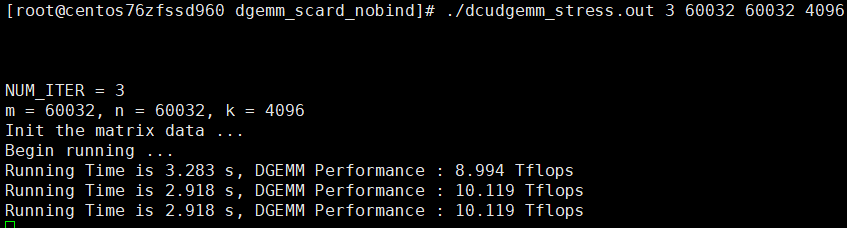 [root@centos76zfssd960 dgemm_scard_nobind]# ./dcudgemm_stress.out 3 60032 60032 4096
NUM_ITER = 3
m = 60032, n = 60032, k = 4096
Init the matrix data ...
Begin running ...
Running Time is 3.283 s, DGEMM Performance : 8.994 Tflops
Running Time is 2.918 s, DGEMM Performance : 10.119 Tflops
Running Time is 2.918 s, DGEMM Performance : 10.119 Tflops